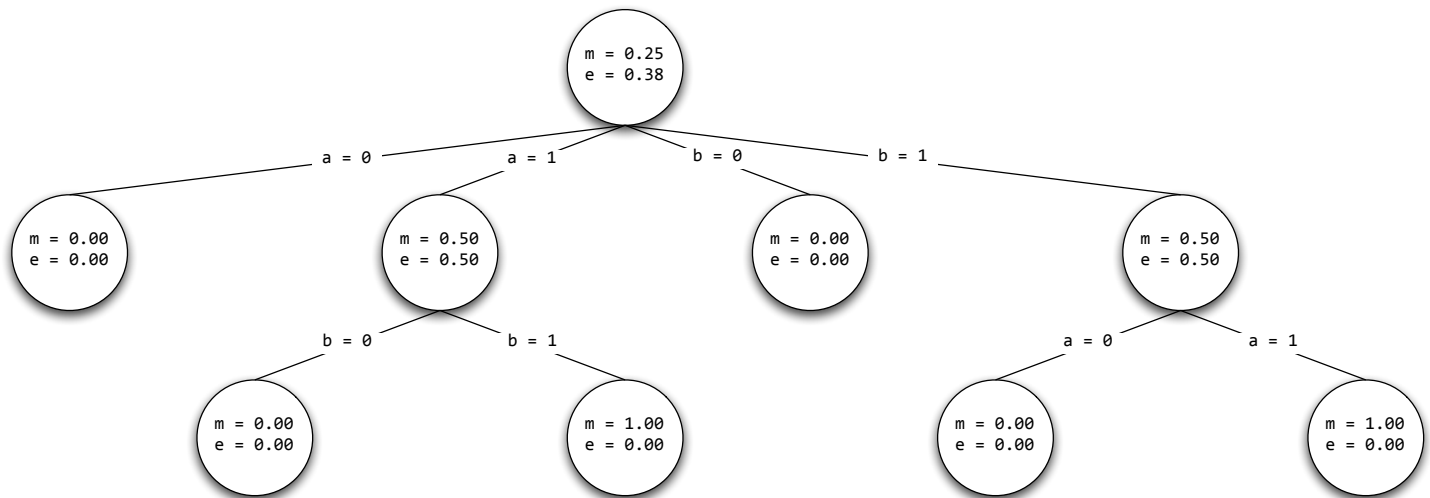 m = 0.25
e = 0.38
a = 0
a = 1
b = 0
b = 1
m = 0.00
e = 0.00
m = 0.50
e = 0.50
m = 0.00
e = 0.00
m = 0.50
e = 0.50
b = 0
b = 1
a = 0
a = 1
m = 0.00
e = 0.00
m = 1.00
e = 0.00
m = 0.00
e = 0.00
m = 1.00
e = 0.00